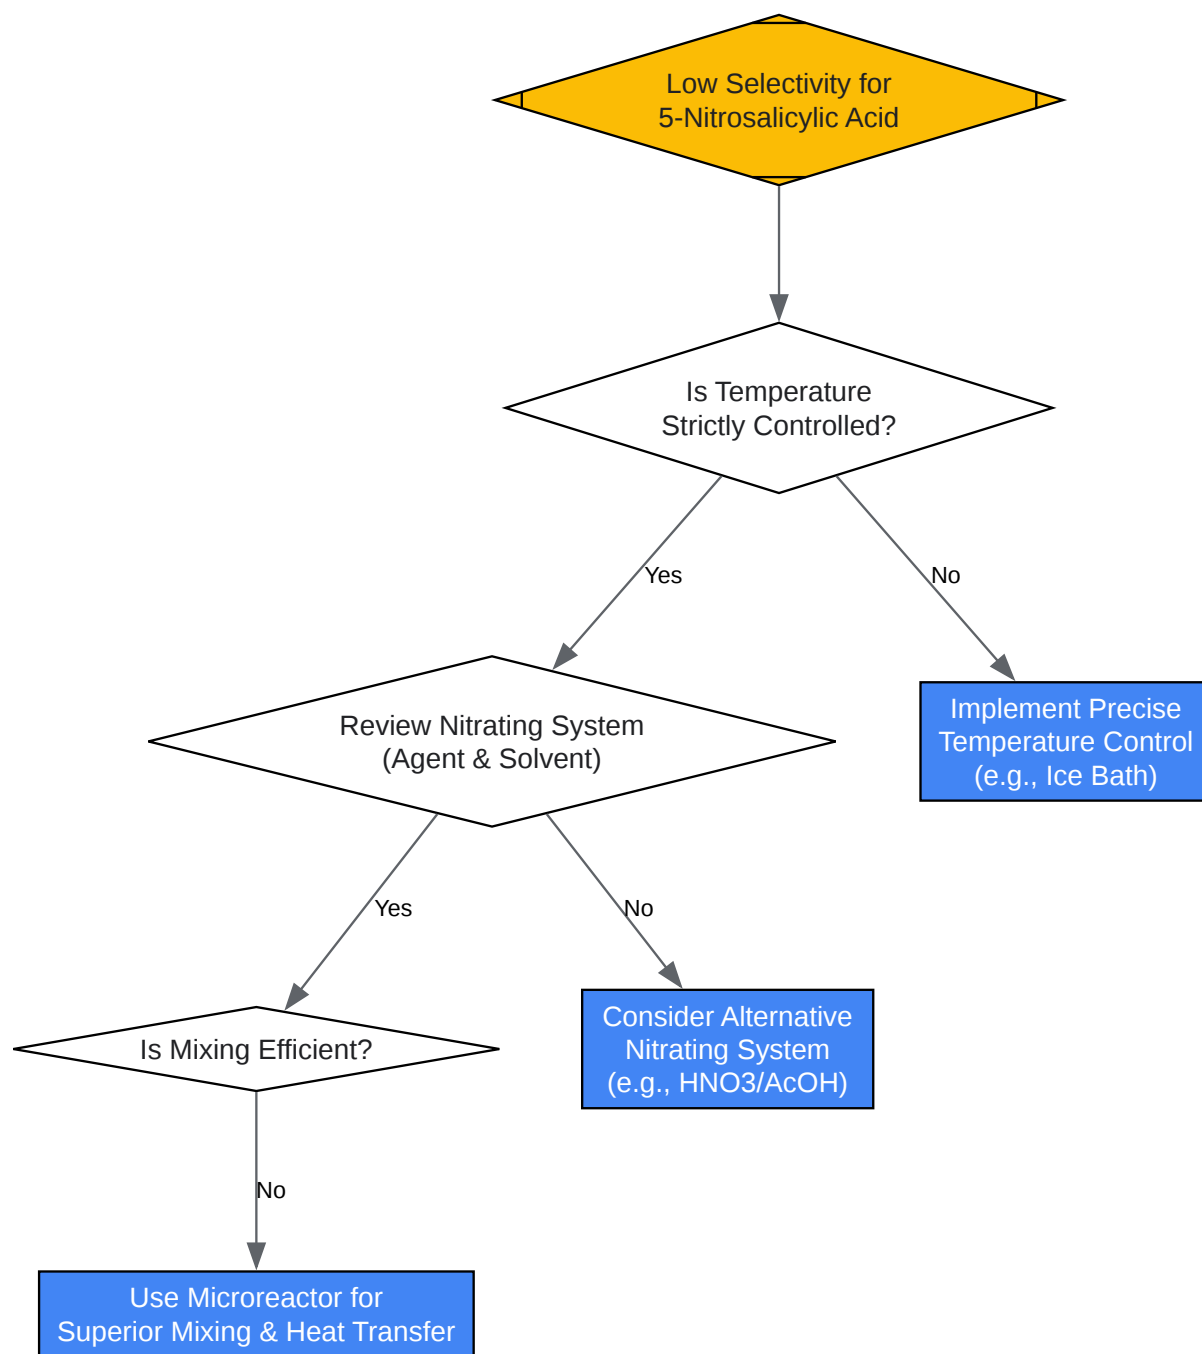 Low Selectivity for
5-Nitrosalicylic Acid
Is Temperature
Strictly Controlled?
Yes
No
Review Nitrating System
(Agent & Solvent)
Implement Precise
Temperature Control
(e.g., Ice Bath)
Yes
No
Is Mixing Efficient?
Consider Alternative
Nitrating System
(e.g., HNO3/AcOH)
No
Use Microreactor for
Superior Mixing & Heat Transfer